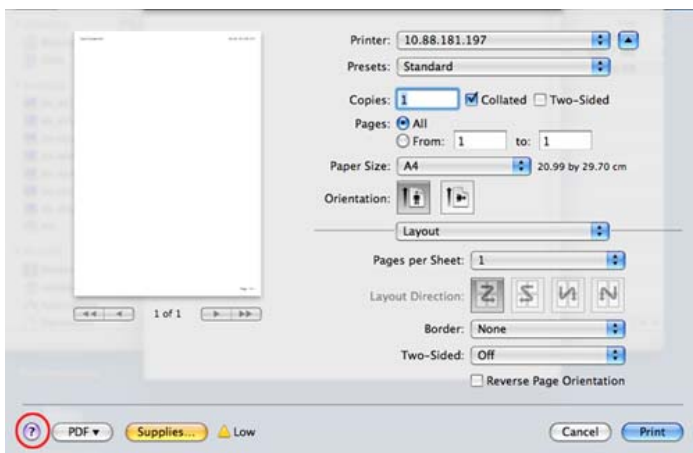 Printer: 10.88.181.197
Presets: Standard
Copies: 1 Collated Two-Sided
Pages: All
From: 1 to: 1
Paper Size: A4 20.99 by 29.70 cm
Orientation:
Layout
Pages per Sheet: 1
Layout Direction:
Border: None
Two-Sided: Off
Reverse Page Orientation
1 of 1
? PDF Supplies... Low Cancel Print